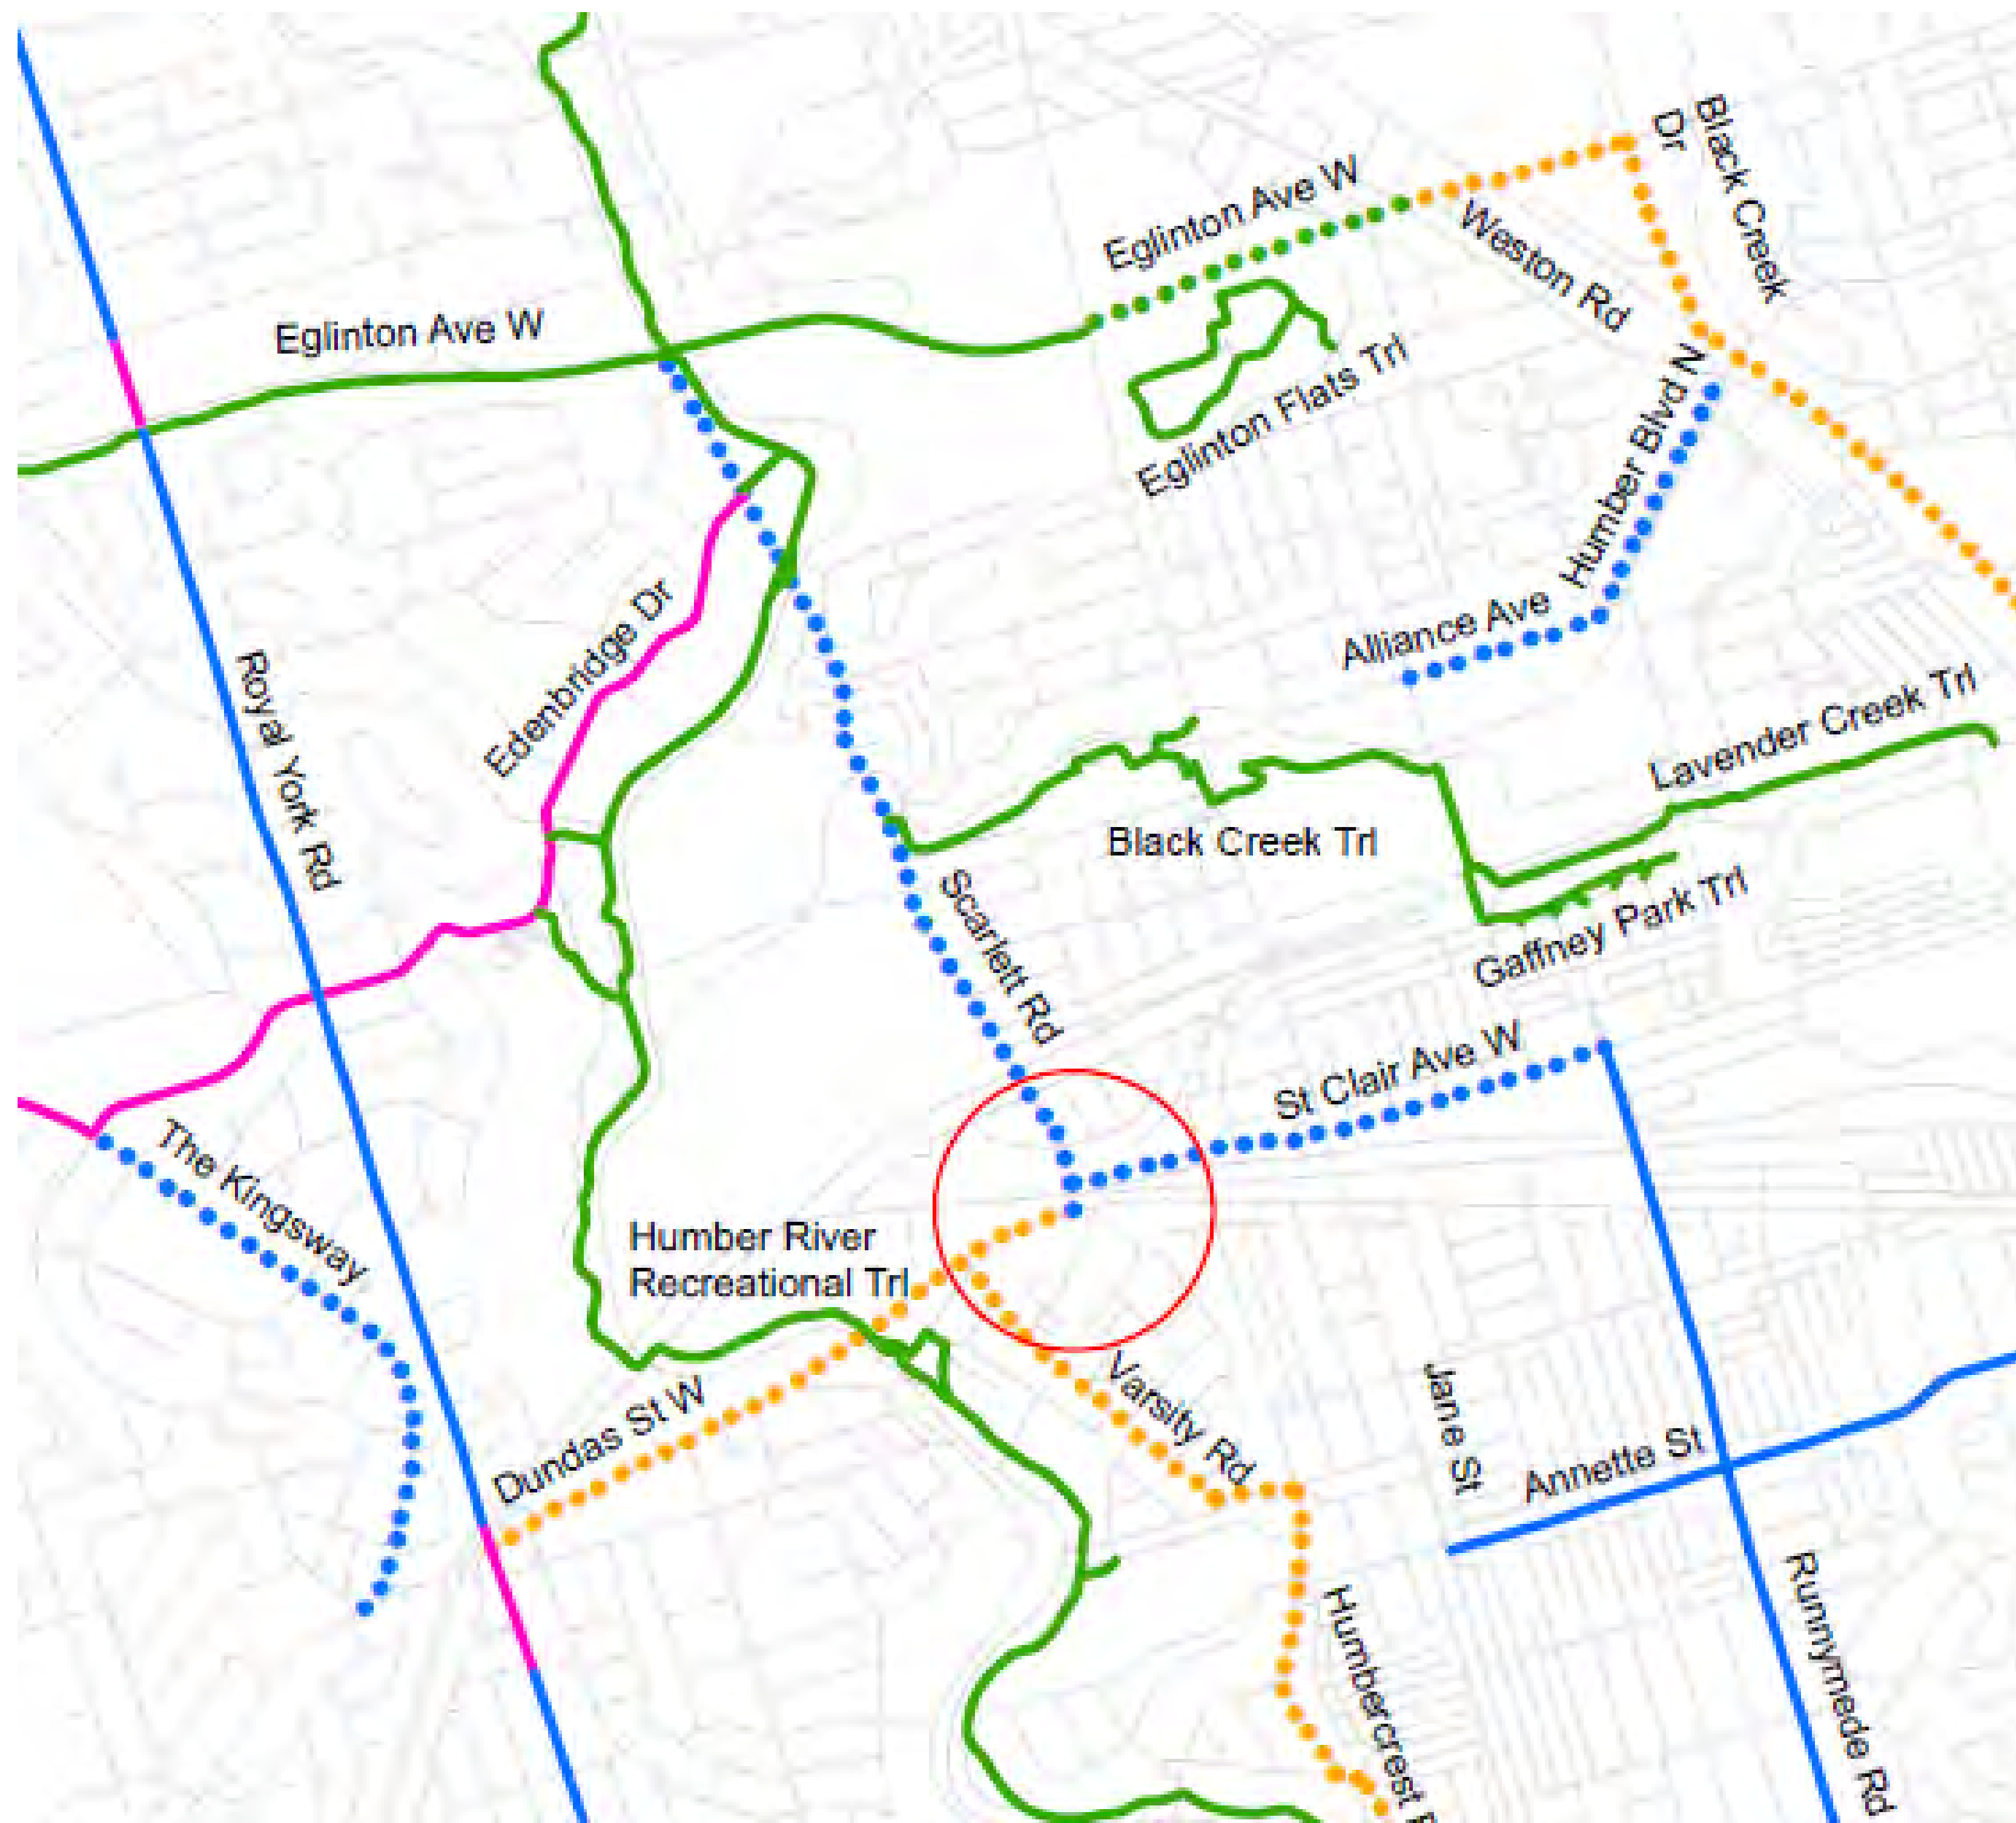 Black Creek
Dr
Eglinton Ave W
Weston Rd
Eglinton Ave W
Eglinton Flats Trl
Humber Blvd N
Alliance Ave
Edenbridge Dr
Royal York Rd
Lavender Creek Trl
Black Creek Trl
Gaffney Park Trl
Scarlett Rd
St Clair Ave W
The Kingsway
Humber River
Recreational Trl
Varsity Rd
Dundas St W
Jane St
Annette St
Runnymede Rd
Humbercrest